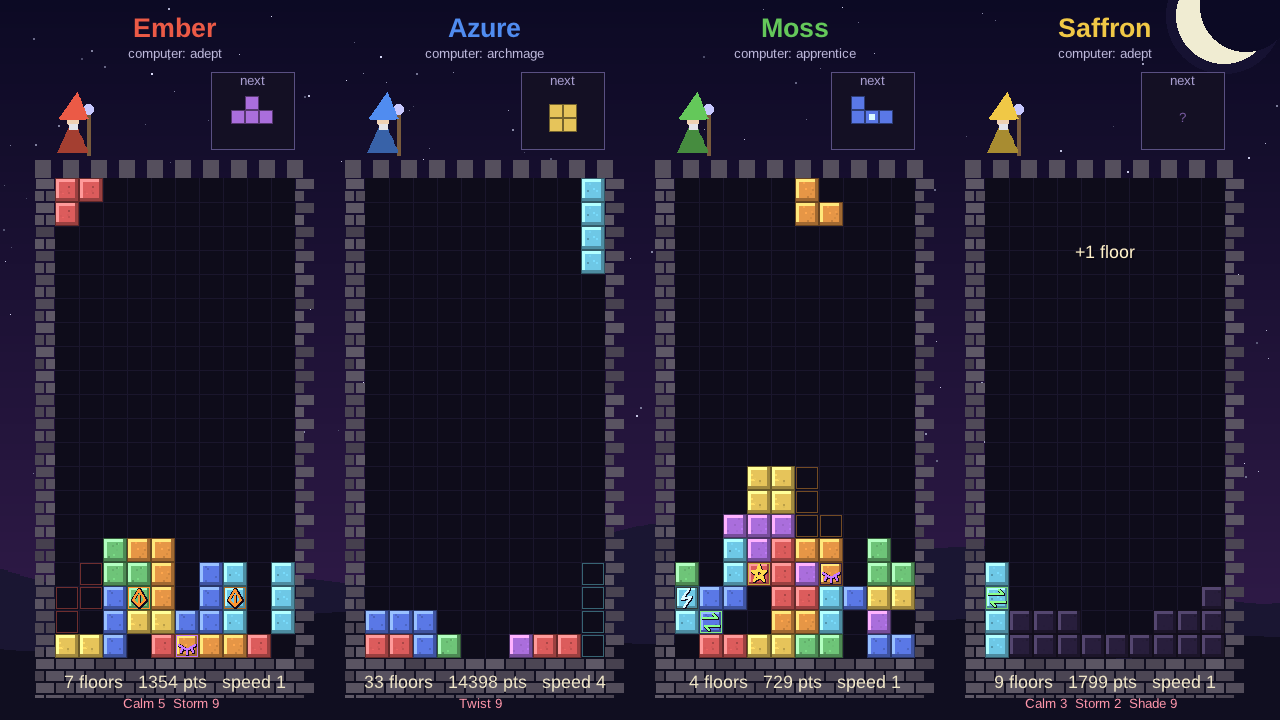 Ember
computer: adept
next
7 floors 1354 pts speed 1
Calm 5 Storm 9
Azure
computer: archmage
next
33 floors 14398 pts speed 4
Twist 9
Moss
computer: apprentice
next
4 floors 729 pts speed 1
Saffron
computer: adept
next
?
+1 floor
9 floors 1799 pts speed 1
Calm 3 Storm 2 Shade 9